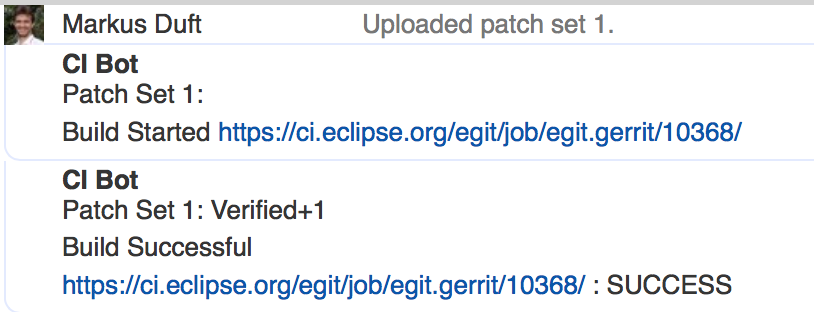 Markus Duft Uploaded patch set 1.
CI Bot
Patch Set 1:
Build Started https://ci.eclipse.org/egit/job/egit.gerrit/10368/
CI Bot
Patch Set 1: Verified+1
Build Successful
https://ci.eclipse.org/egit/job/egit.gerrit/10368/ : SUCCESS